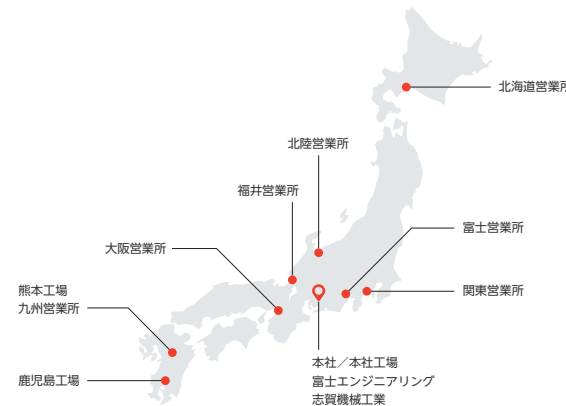 北海道営業所
北陸営業所
福井営業所
富士営業所
大阪営業所
熊本工場
九州営業所
関東営業所
本社／本社工場
富士エンジニアリング
志賀機械工業
鹿児島工場